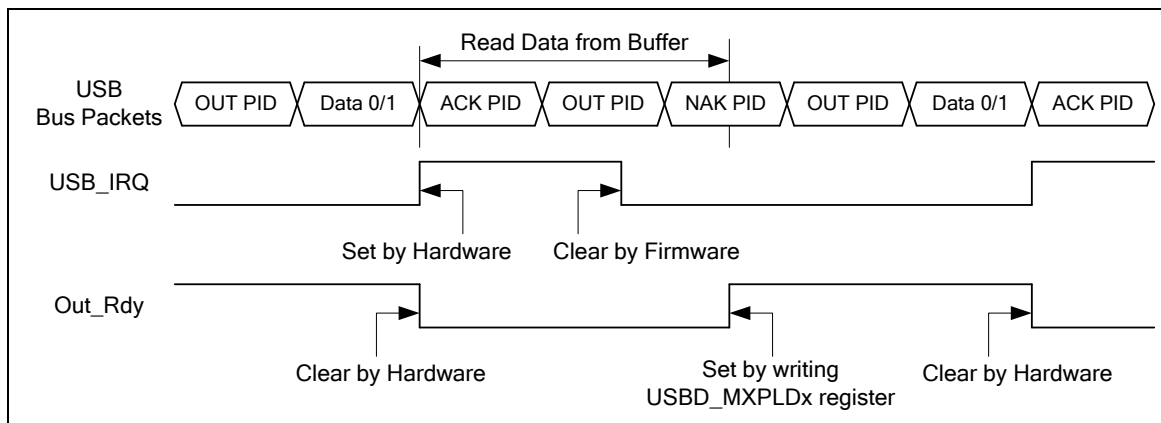 Read Data from Buffer
USB
Bus Packets
OUT PID
Data 0/1
ACK PID
OUT PID
NAK PID
OUT PID
Data 0/1
ACK PID
USB_IRQ
Set by Hardware
Clear by Firmware
Out_Rdy
Clear by Hardware
Set by writing
USBD_MXPLDx register
Clear by Hardware